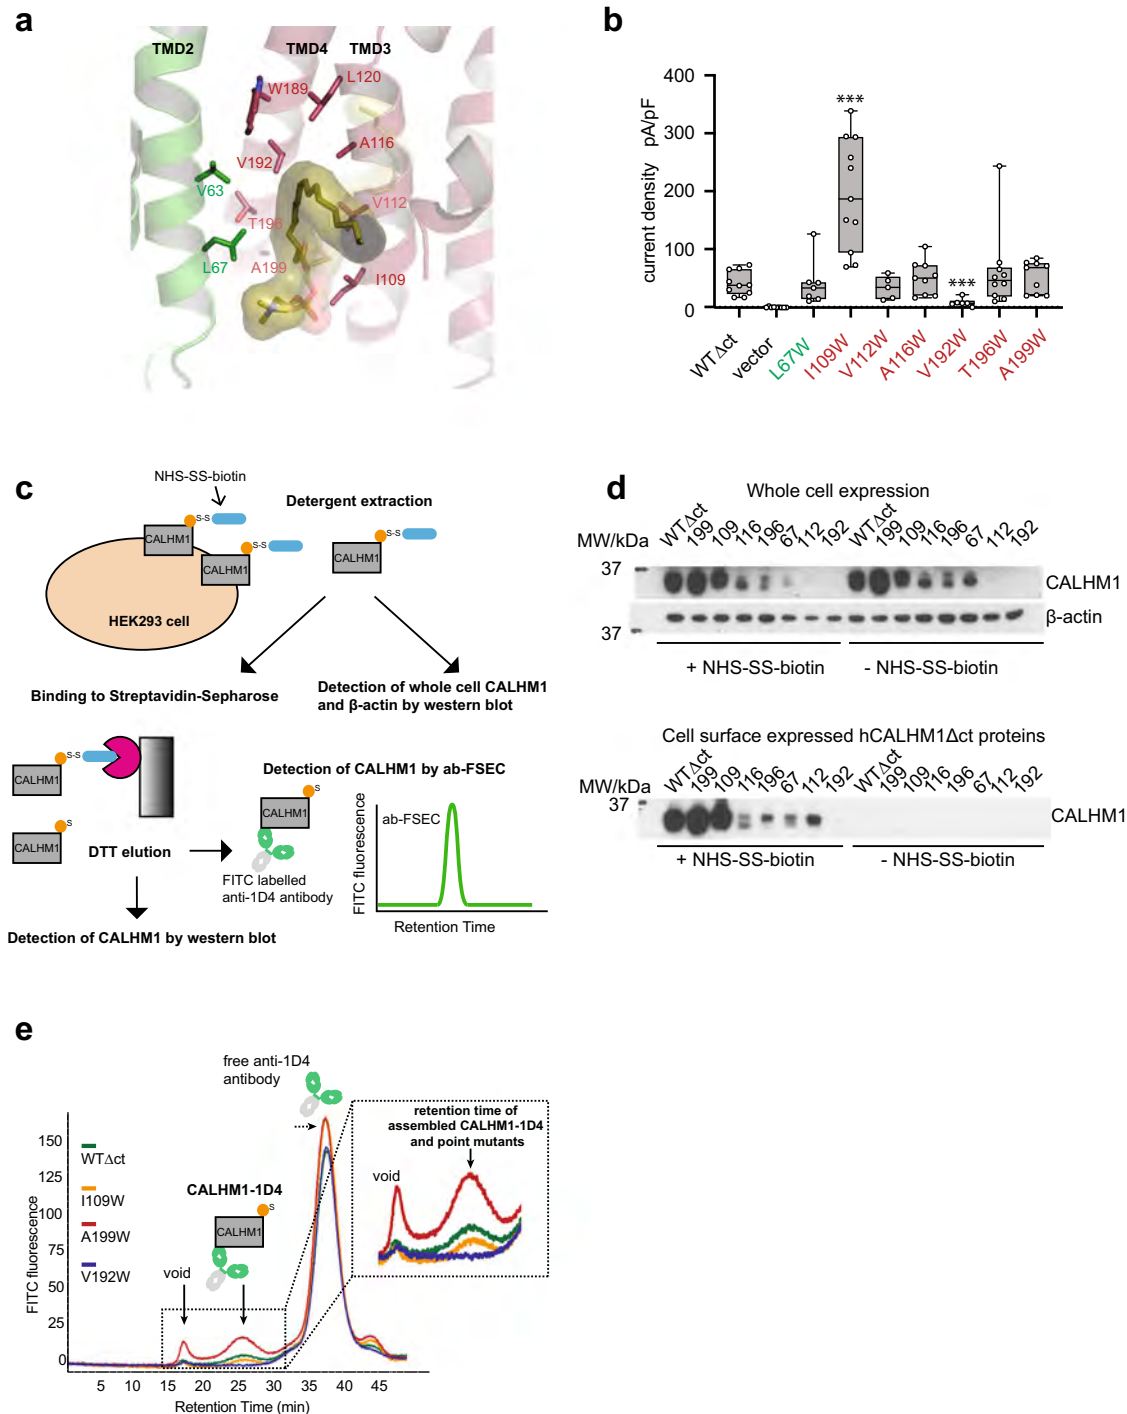 a
TMD2
TMD4
TMD3
L120
W189
A116
V192
V63
V112
T196
L67
A199
I109
b
current density pA/pF
400
300
200
100
0
***
***
WTΔct
vector
L67W
I109W
V112W
A116W
V192W
T196W
A199W
c
NHS-SS-biotin
Detergent extraction
S-S
CALHM1
S-S
CALHM1
S-S
CALHM1
HEK293 cell
Binding to Streptavidin-Sepharose
Detection of whole cell CALHM1
and β-actin by western blot
S-S
CALHM1
S
CALHM1
DTT elution
Detection of CALHM1 by ab-FSEC
S
CALHM1
FITC labelled
anti-1D4 antibody
ab-FSEC
FITC fluorescence
Retention Time
Detection of CALHM1 by western blot
d
Whole cell expression
MW/kDa
WTΔct 199 109 116 196 67 112 192
WTΔct 199 109 116 196 67 112 192
37
CALHM1
β-actin
37
+ NHS-SS-biotin
- NHS-SS-biotin
Cell surface expressed hCALHM1Δct proteins
MW/kDa
WTΔct 199 109 116 196 67 112 192
WTΔct 199 109 116 196 67 112 192
37
CALHM1
+ NHS-SS-biotin
- NHS-SS-biotin
e
free anti-1D4
antibody
FITC fluorescence
150
125
100
75
50
25
0
WTΔct
I109W
A199W
V192W
CALHM1-1D4
S
CALHM1
void
retention time of
assembled CALHM1-1D4
and point mutants
void
5 10 15 20 25 30 35 40 45
Retention Time (min)